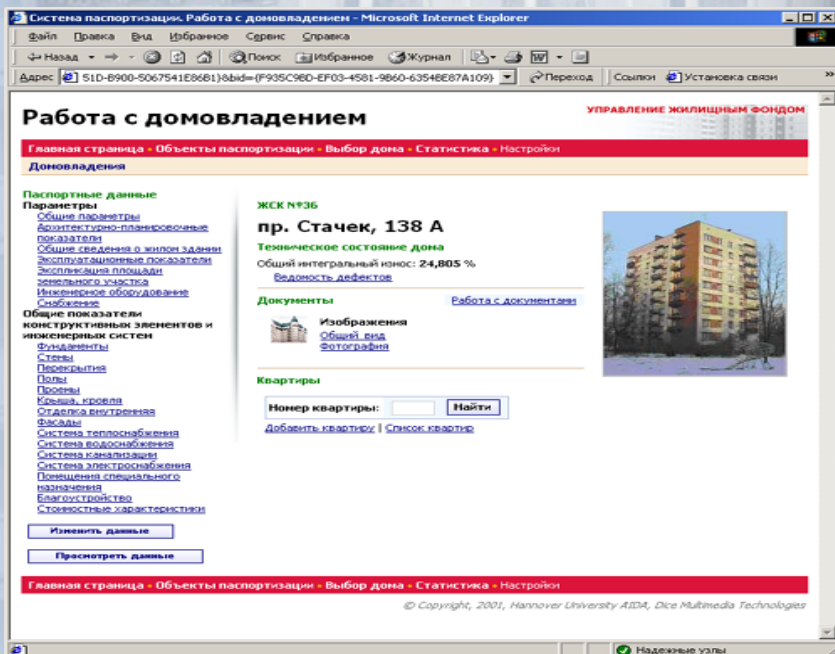 Система паспортизации. Работа с домовладением - Microsoft Internet Explorer
Файл Правка Вид Избранное Сервис Справка
Назад Поиск Избранное Журнал
Адрес 51D-B900-5067541E86B1}&bid={F935C9BD-EF03-4581-9B60-6354BE87A109} Переход Ссылки Установка связи »
Работа с домовладением
УПРАВЛЕНИЕ ЖИЛИЩНЫМ ФОНДОМ
Главная страница • Объекты паспортизации • Выбор дома • Статистика • Настройки
Домовладения
Паспортные данные
Параметры
Общие параметры
Архитектурно-планировочные
показатели
Общие сведения о жилом здании
Эксплуатационные показатели
Экспликация площади
земельного участка
Инженерное оборудование
Снабжение
Общие показатели
конструктивных элементов и
инженерных систем
Фундаменты
Стены
Перекрытия
Полы
Проемы
Крыша, кровля
Отделка внутренняя
Фасады
Система теплоснабжения
Система водоснабжения
Система канализации
Система электроснабжения
Помещения специального
назначения
Благоустройство
Стоимостные характеристики
Изменить данные
Просмотреть данные
ЖСК №36
пр. Стачек, 138 А
Техническое состояние дома
Общий интегральный износ: 24,805 %
Ведомость дефектов
Документы Работа с документами
Изображения
Общий вид
Фотография
Квартиры
Номер квартиры: Найти
Добавить квартиру | Список квартир
Главная страница • Объекты паспортизации • Выбор дома • Статистика • Настройки
© Copyright, 2001, Hannover University AIDA, Dice Multimedia Technologies
Надежные узлы